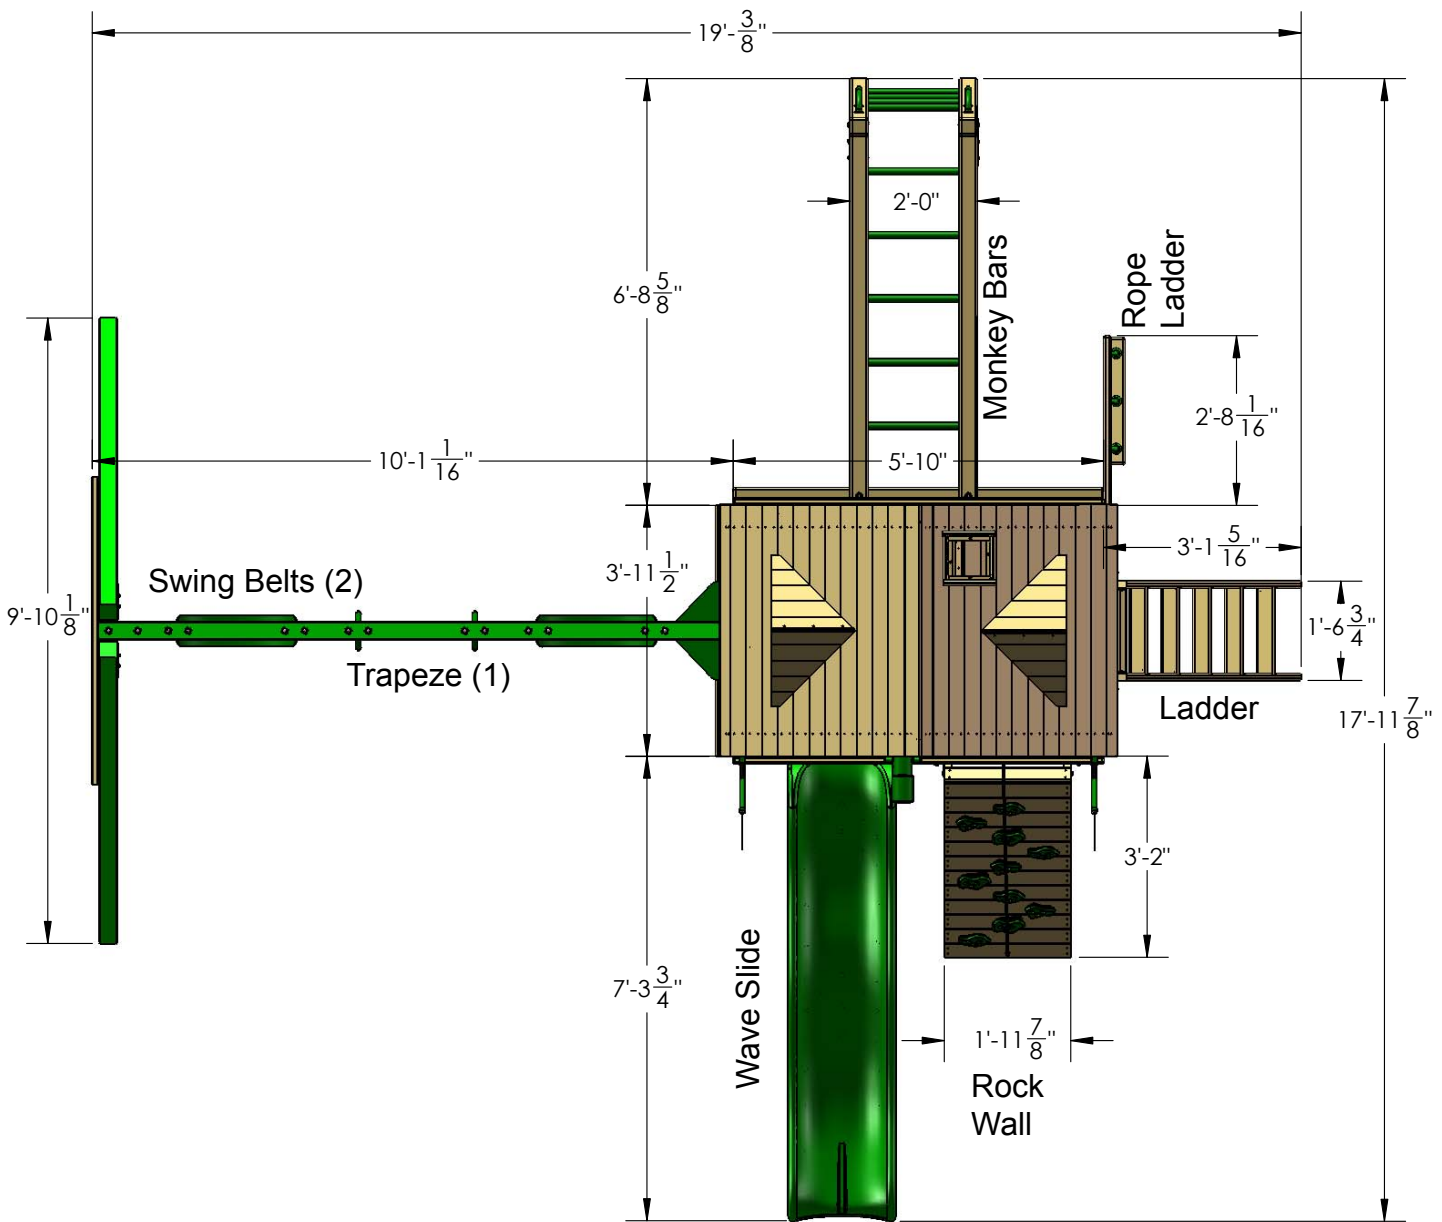 19'-3/8"
2'-0"
Monkey Bars
Rope
Ladder
6'-8 5/8"
2'-8 1/16"
10'-1 1/16"
5'-10"
3'-1 5/16"
3'-11 1/2"
Swing Belts (2)
9'-10 1/8"
1'-6 3/4"
Trapeze (1)
Ladder
17'-11 7/8"
3'-2"
7'-3 3/4"
Wave Slide
1'-11 7/8"
Rock
Wall